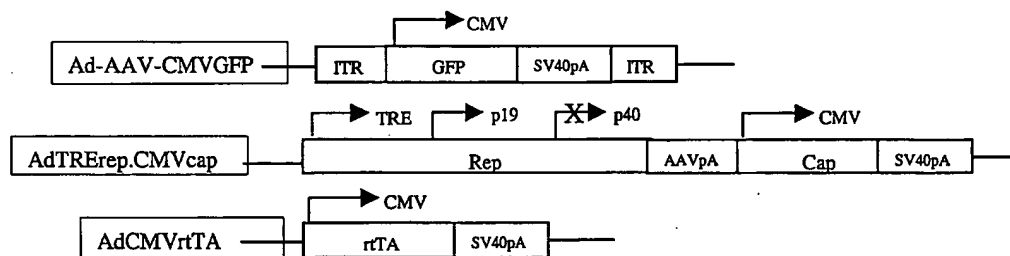 CMV
Ad-AAV-CMVGFP
ITR GFP SV40pA ITR
TRE p19 X p40 CMV
AdTRErep.CMVcap
Rep AAVpA Cap SV40pA
CMV
AdCMVrtTA
rtTA SV40pA